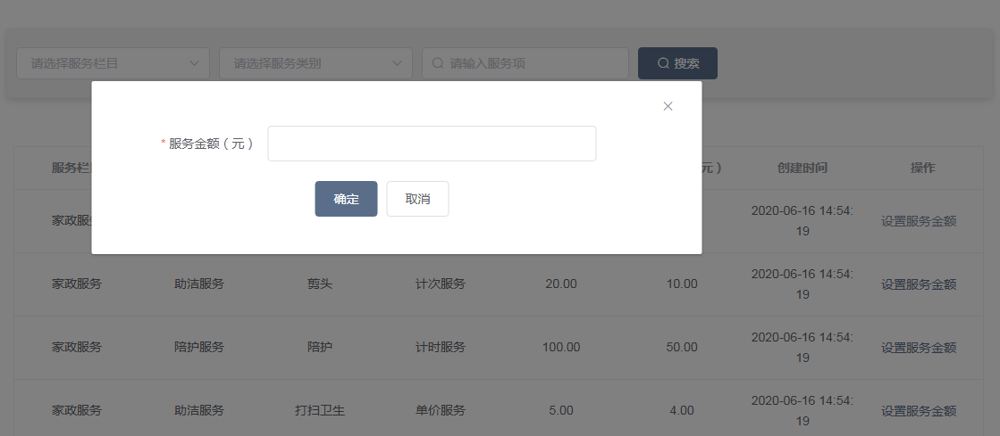 请选择服务栏目 请选择服务类别 请输入服务项 搜索
* 服务金额（元）
确定 取消
服务栏 元） 创建时间 操作
家政服务 2020-06-16 14:54:
19 设置服务金额
家政服务 助洁服务 剪头 计次服务 20.00 10.00 2020-06-16 14:54:
19 设置服务金额
家政服务 陪护服务 陪护 计时服务 100.00 50.00 2020-06-16 14:54:
19 设置服务金额
家政服务 助洁服务 打扫卫生 单价服务 5.00 4.00 2020-06-16 14:54:
19 设置服务金额